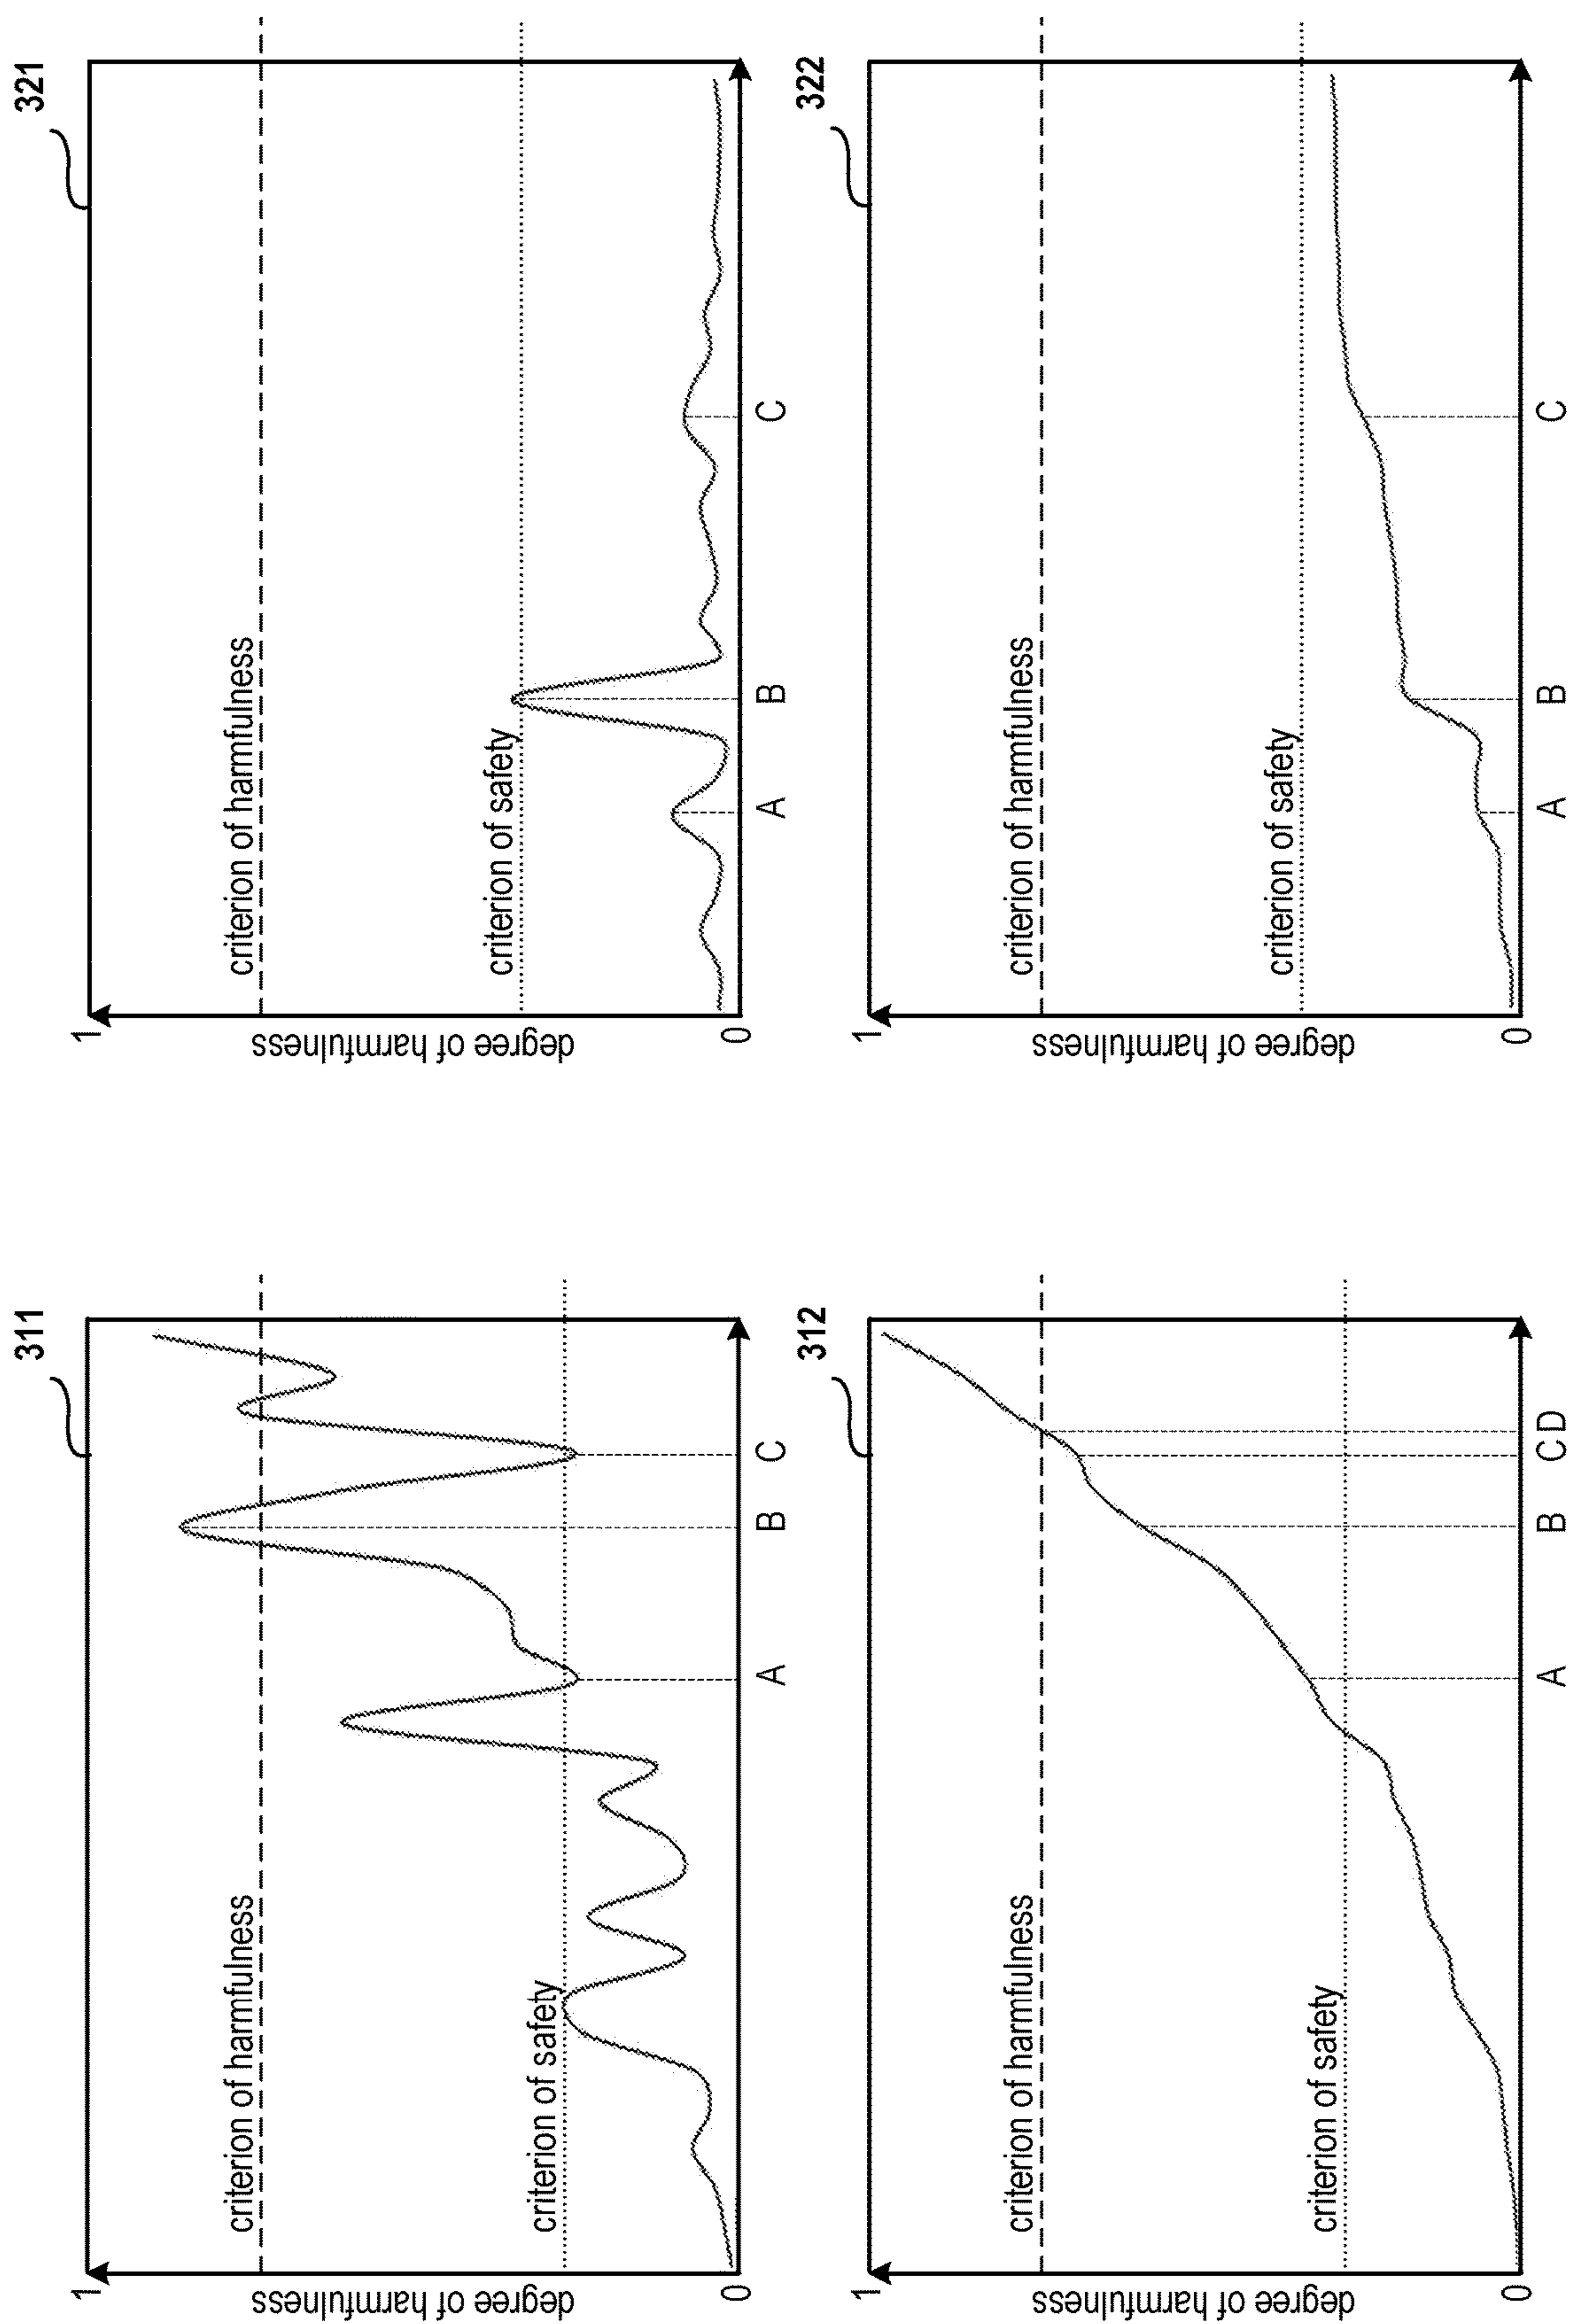 311
1
criterion of harmfulness
criterion of safety
degree of harmfulness
0
A
B
C
321
1
criterion of harmfulness
criterion of safety
degree of harmfulness
0
A
B
C
312
1
criterion of harmfulness
criterion of safety
degree of harmfulness
0
A
B
C
D
322
1
criterion of harmfulness
criterion of safety
degree of harmfulness
0
A
B
C